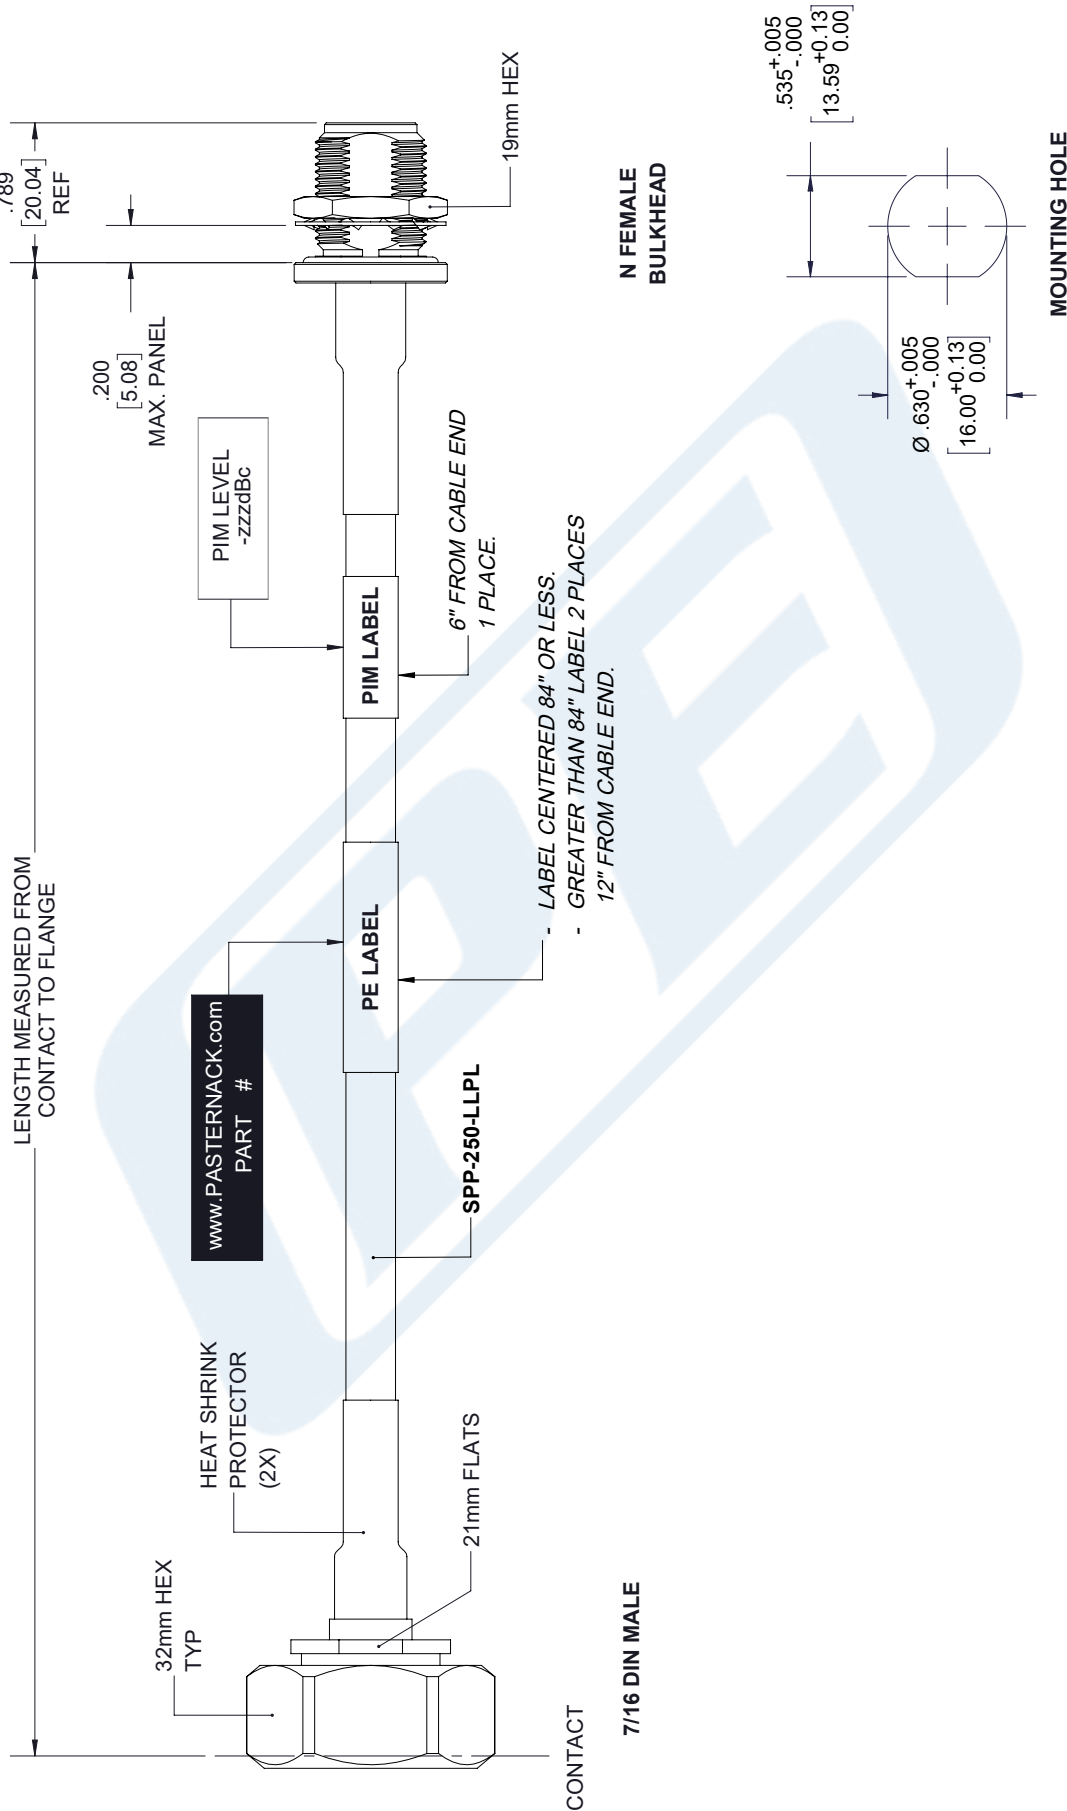 LENGTH MEASURED FROM
CONTACT TO FLANGE
.789
[20.04]
REF
.200
[5.08]
MAX. PANEL
32mm HEX
TYP
HEAT SHRINK
PROTECTOR
(2X)
www.PASTERNACK.com
PART #
PIM LEVEL
-zzzdBc
PE LABEL
PIM LABEL
21mm FLATS
SPP-250-LLPL
- LABEL CENTERED 84" OR LESS.
- GREATER THAN 84" LABEL 2 PLACES
12" FROM CABLE END.
6" FROM CABLE END
1 PLACE.
19mm HEX
CONTACT
7/16 DIN MALE
N FEMALE
BULKHEAD
.535 +.005
-.000
[13.59 +0.13
0.00]
Ø .630 +.005
-.000
[16.00 +0.13
0.00]
MOUNTING HOLE
PE